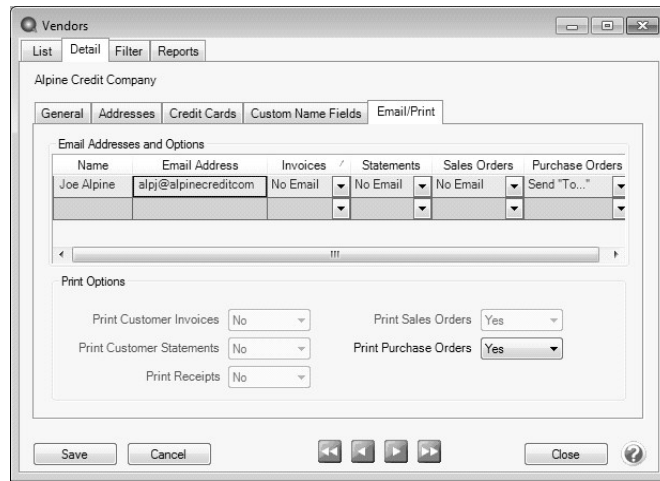 Vendors
List Detail Filter Reports
Alpine Credit Company
General Addresses Credit Cards Custom Name Fields Email/Print
Email Addresses and Options
Name Email Address Invoices Statements Sales Orders Purchase Orders
Joe Alpine alpj@alpinecreditcom No Email No Email No Email Send "To..."
Print Options
Print Customer Invoices No Print Sales Orders Yes
Print Customer Statements No Print Purchase Orders Yes
Print Receipts No
Save Cancel Close ?